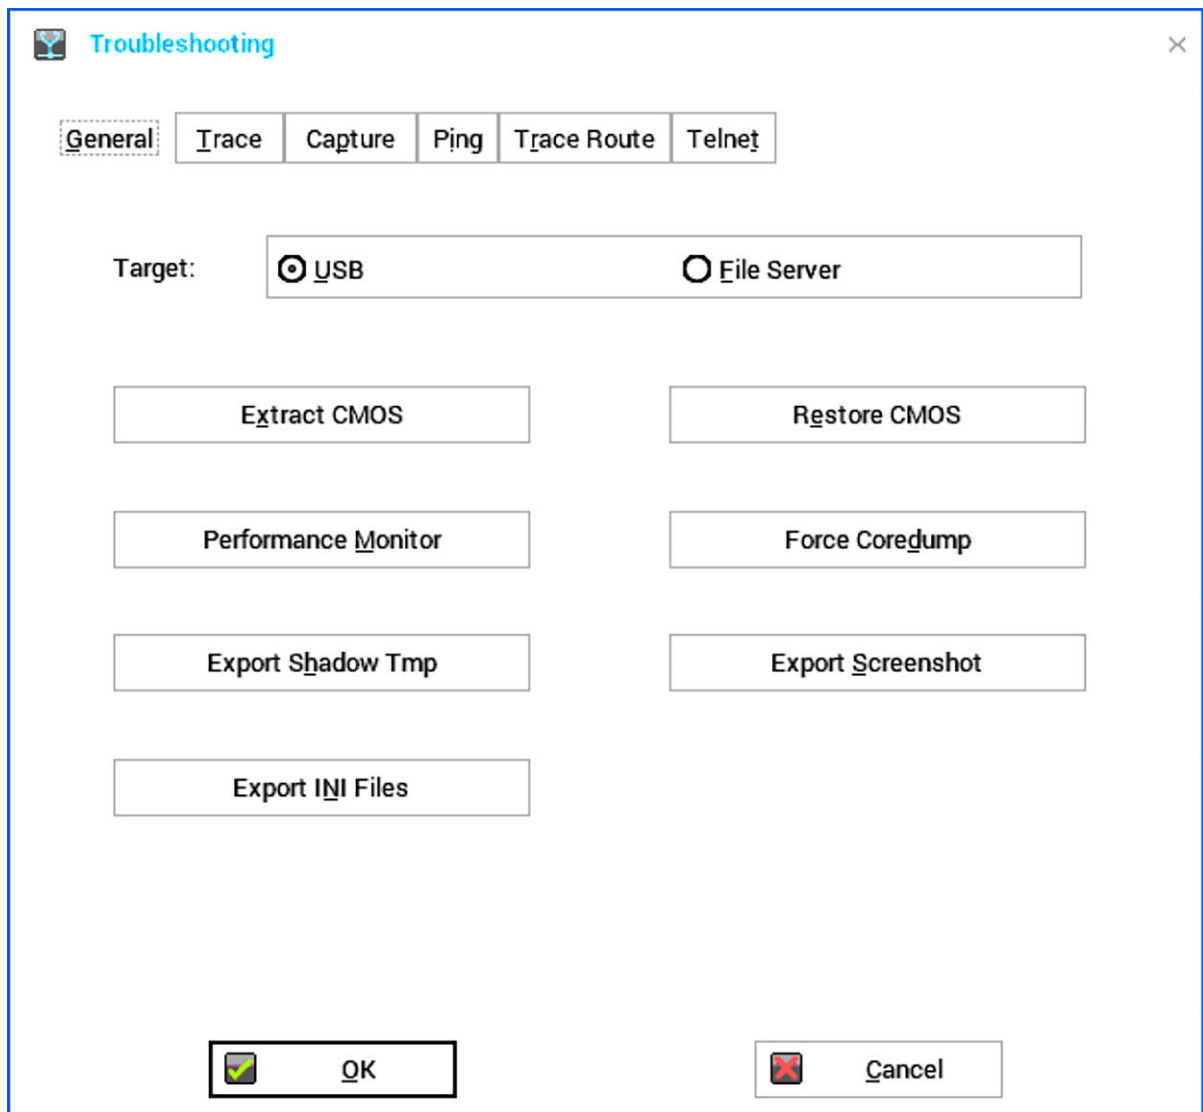 Troubleshooting
General Trace Capture Ping Trace Route Telnet
Target: USB File Server
Extract CMOS Restore CMOS
Performance Monitor Force Coredump
Export Shadow Tmp Export Screenshot
Export INI Files
OK Cancel